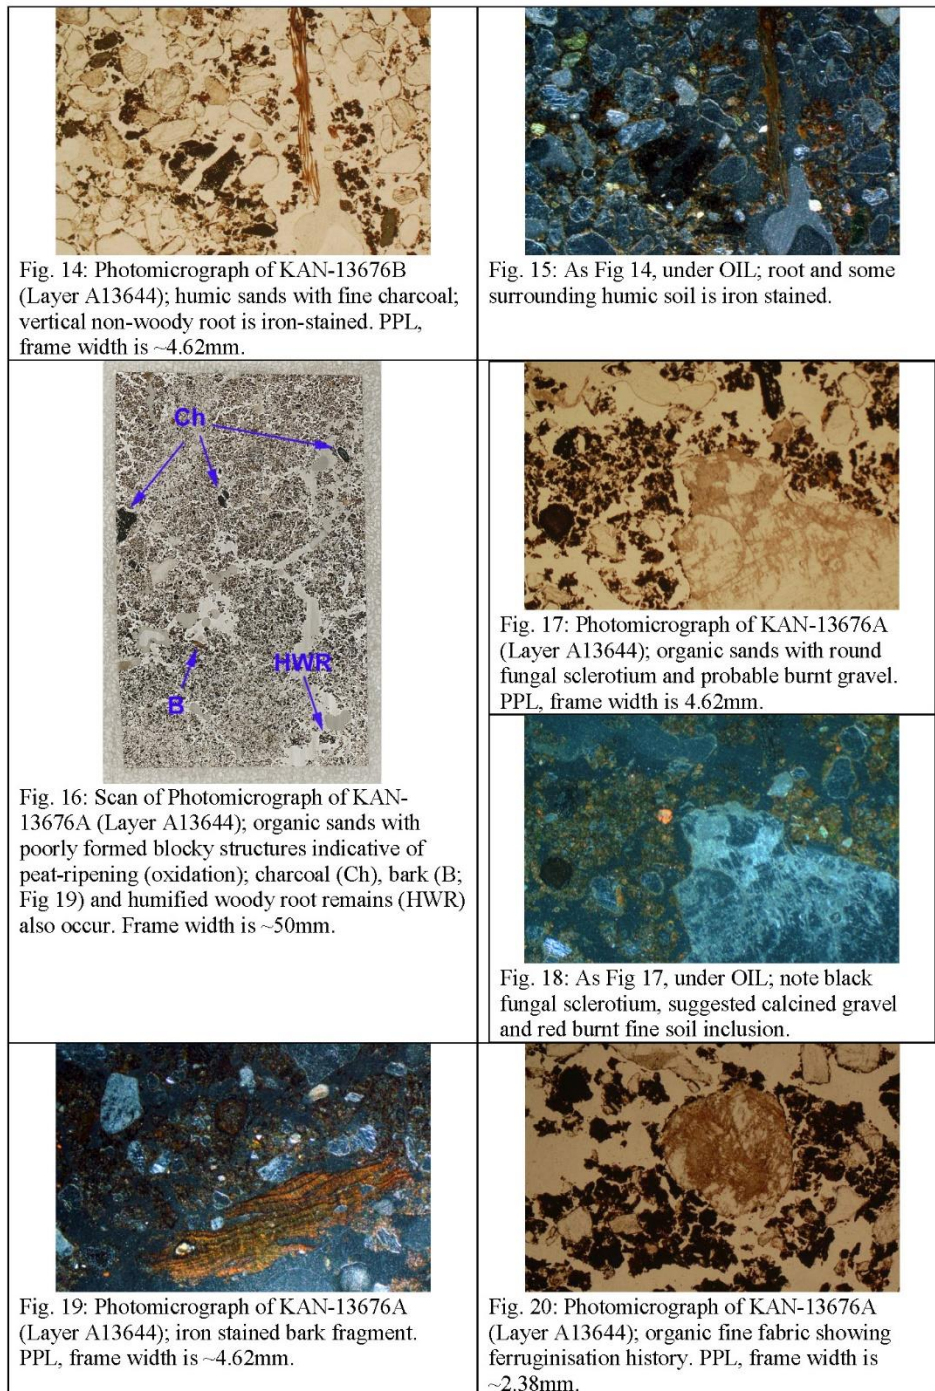 Fig. 14: Photomicrograph of KAN-13676B
(Layer A13644); humic sands with fine charcoal;
vertical non-woody root is iron-stained. PPL,
frame width is ~4.62mm.
Fig. 15: As Fig 14, under OIL; root and some
surrounding humic soil is iron stained.
Ch
HWR
B
Fig. 16: Scan of Photomicrograph of KAN-
13676A (Layer A13644); organic sands with
poorly formed blocky structures indicative of
peat-ripening (oxidation); charcoal (Ch), bark (B;
Fig 19) and humified woody root remains (HWR)
also occur. Frame width is ~50mm.
Fig. 17: Photomicrograph of KAN-13676A
(Layer A13644); organic sands with round
fungal sclerotium and probable burnt gravel.
PPL, frame width is 4.62mm.
Fig. 18: As Fig 17, under OIL; note black
fungal sclerotium, suggested calcined gravel
and red burnt fine soil inclusion.
Fig. 19: Photomicrograph of KAN-13676A
(Layer A13644); iron stained bark fragment.
PPL, frame width is ~4.62mm.
Fig. 20: Photomicrograph of KAN-13676A
(Layer A13644); organic fine fabric showing
ferruginisation history. PPL, frame width is
~2.38mm.